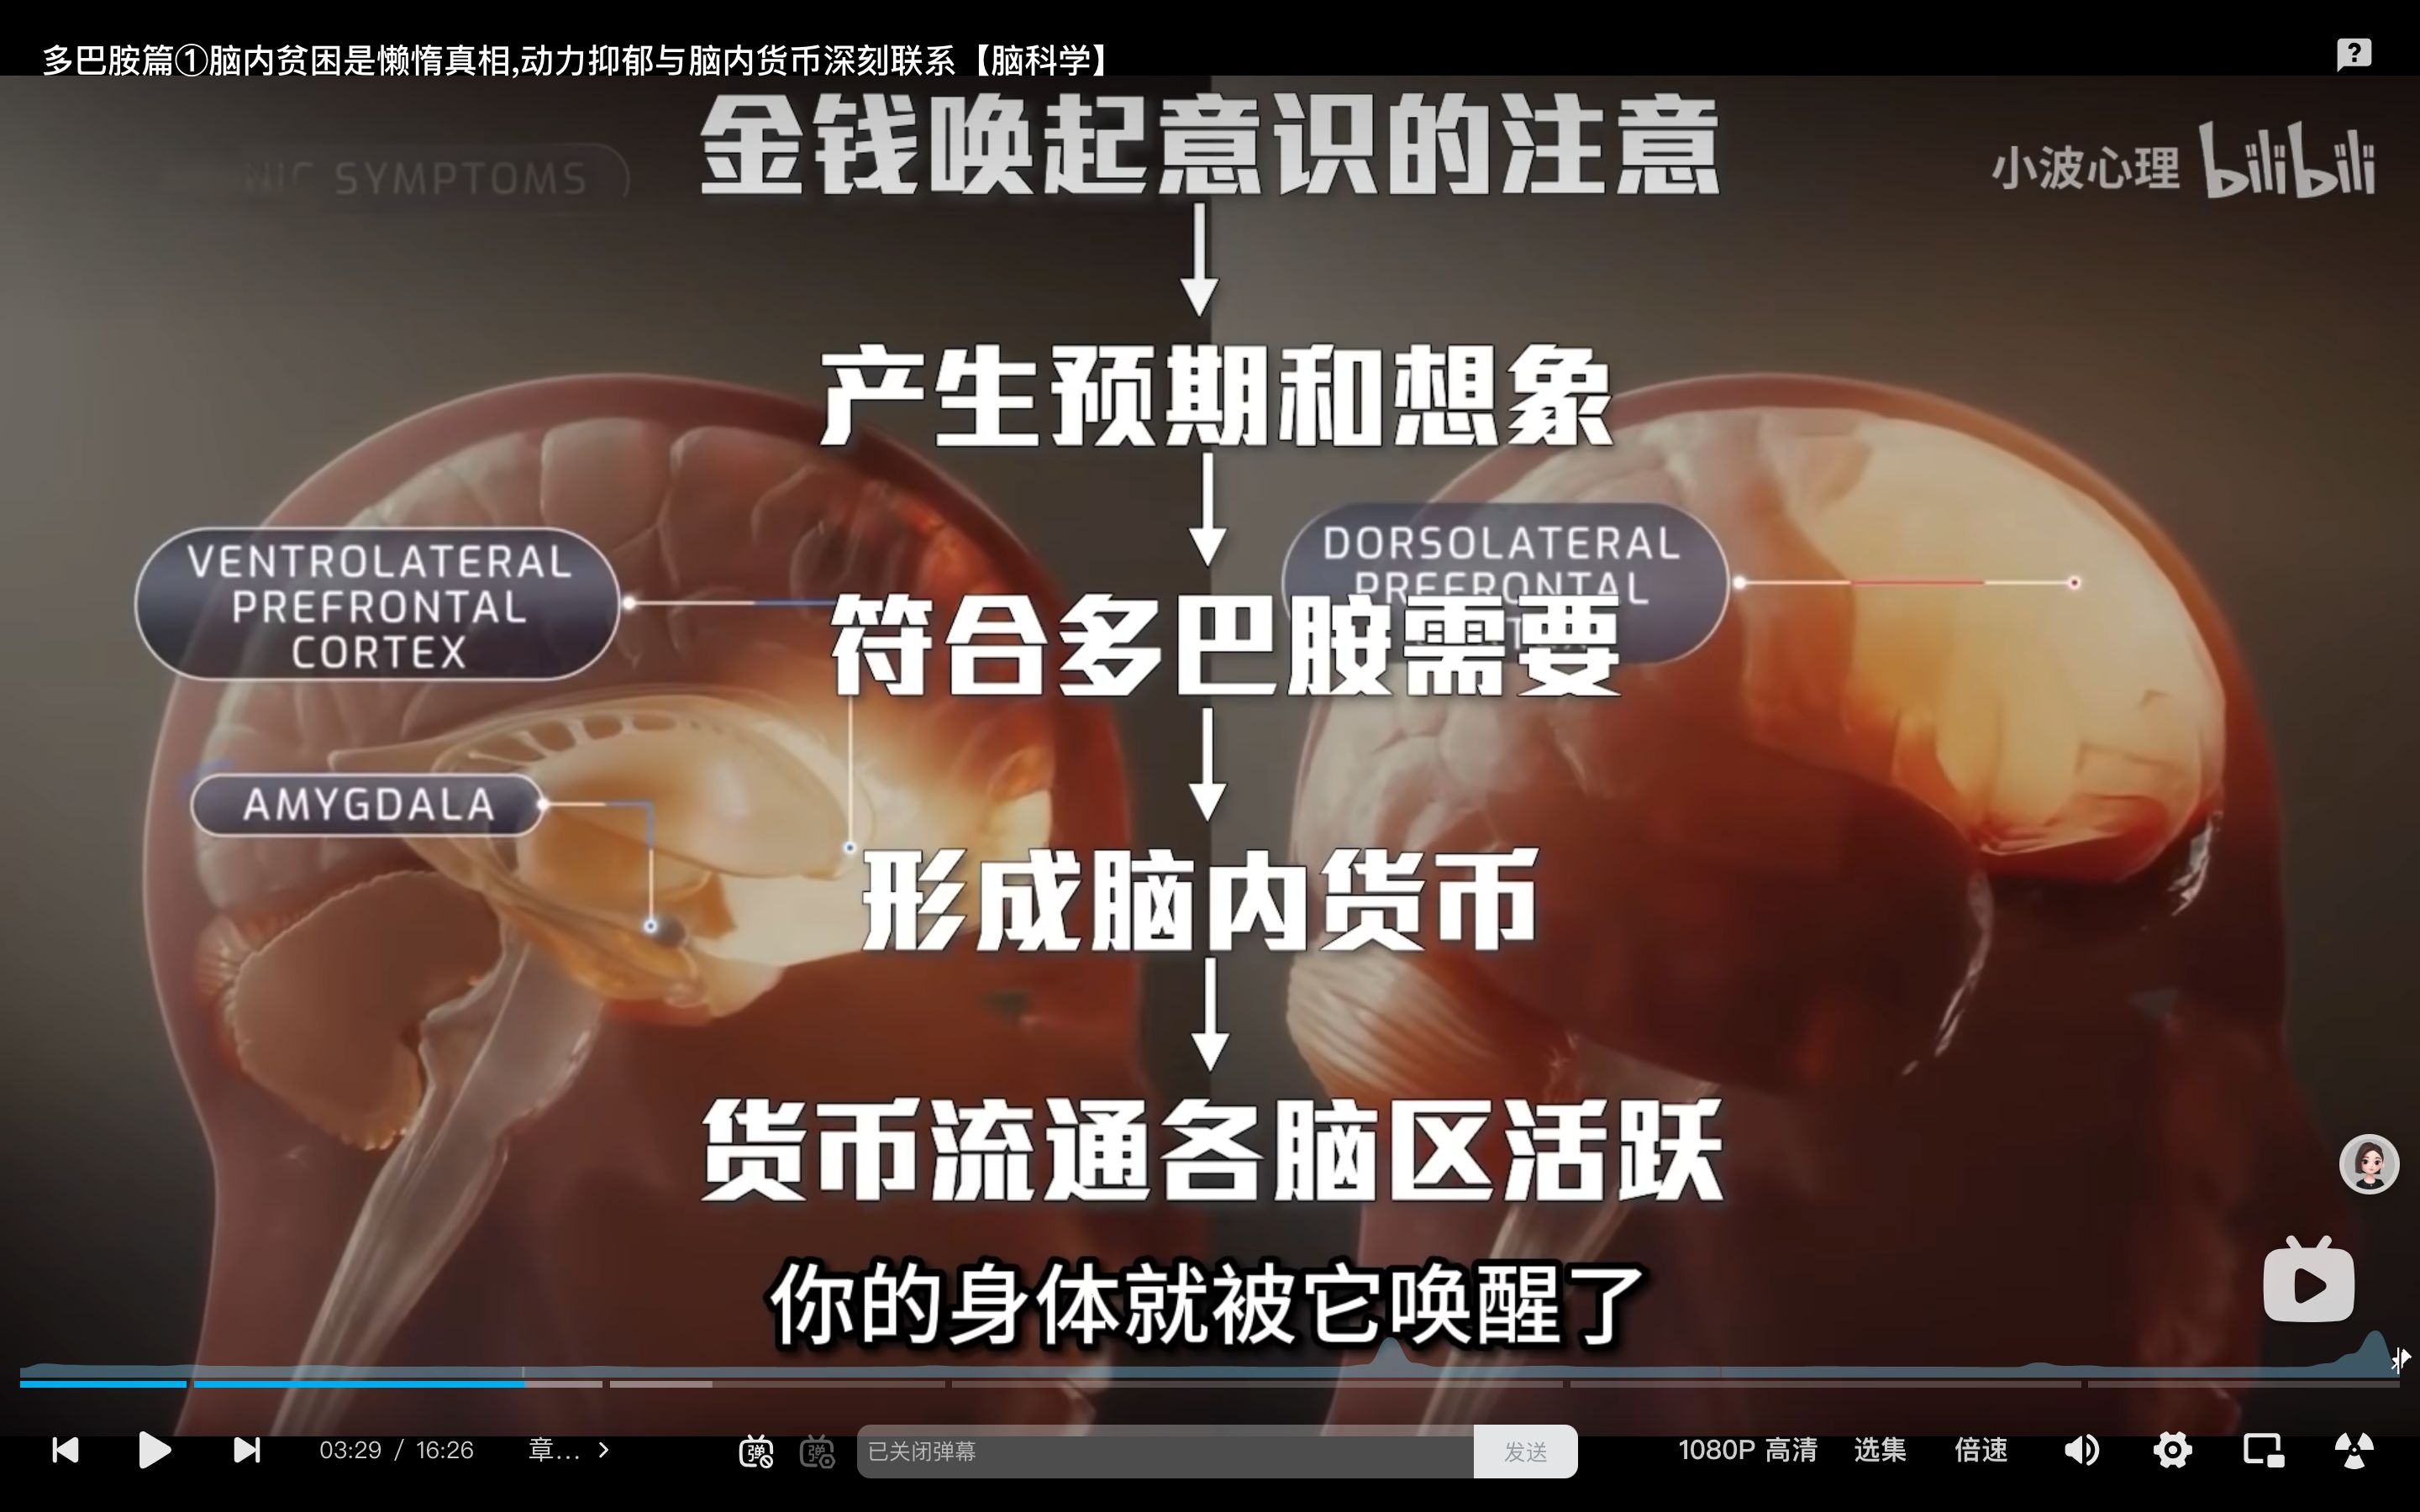 多巴胺篇①脑内贫困是懒惰真相,动力抑郁与脑内货币深刻联系【脑科学】
金钱唤起意识的注意
SYMPTOMS
小波心理 bilibili
产生预期和想象
VENTROLATERAL
PREFRONTAL
CORTEX
DORSOLATERAL
PREFRONTAL
符合多巴胺需要
AMYGDALA
形成脑内货币
货币流通各脑区活跃
你的身体就被它唤醒了
03:29 / 16:26
章...
弹
弹
已关闭弹幕
发送
1080P 高清
选集
倍速